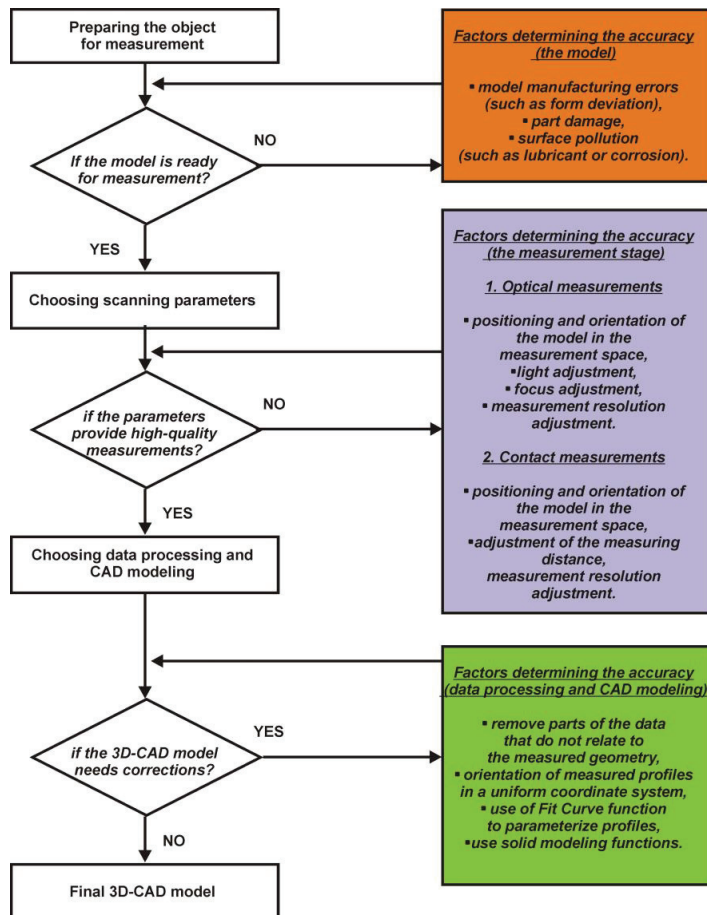 Preparing the object
for measurement
Factors determining the accuracy
(the model)
▪ model manufacturing errors
(such as form deviation),
▪ part damage,
▪ surface pollution
(such as lubricant or corrosion).
If the model is ready
for measurement?
NO
YES
Choosing scanning parameters
Factors determining the accuracy
(the measurement stage)
1. Optical measurements
▪ positioning and orientation of
the model in the
measurement space,
▪ light adjustment,
▪ focus adjustment,
▪ measurement resolution
adjustment.
2. Contact measurements
▪ positioning and orientation of
the model in the
measurement space,
▪ adjustment of the measuring
distance,
measurement resolution
adjustment.
if the parameters
provide high-quality
measurements?
NO
YES
Choosing data processing and
CAD modeling
Factors determining the accuracy
(data processing and CAD modeling)
▪ remove parts of the data
that do not relate to
the measured geometry,
▪ orientation of measured profiles
in a uniform coordinate system,
▪ use of Fit Curve function
to parameterize profiles,
▪ use solid modeling functions.
if the 3D-CAD model
needs corrections?
YES
NO
Final 3D-CAD model